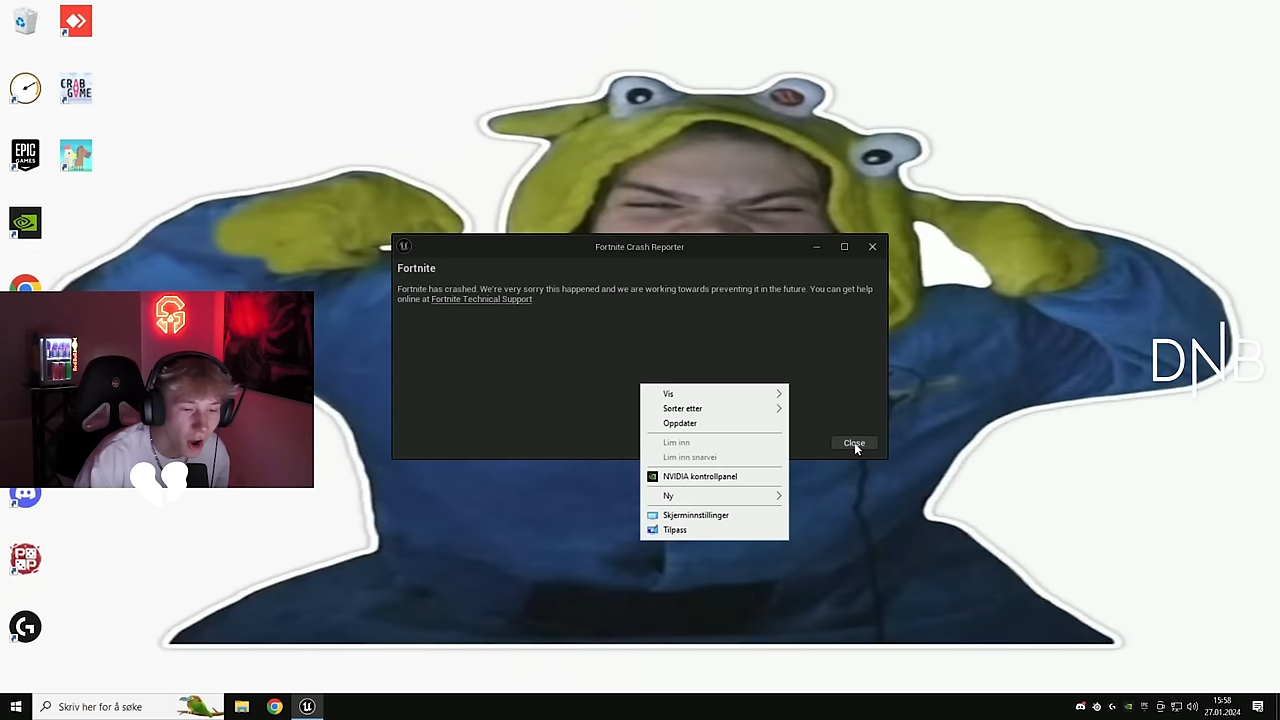 CRAB
GAME
EPIC
GAMES
Fortnite Crash Reporter
Fortnite
Fortnite has crashed. We're very sorry this happened and we are working towards preventing it in the future. You can get help
online at Fortnite Technical Support
DNB
Vis
Sorter etter
Oppdater
Lim inn
Lim inn snarvei
NVIDIA kontrollpanel
Ny
Skjerminnstillinger
Tilpass
Close
Skriv her for å søke
15:58
27.01.2024